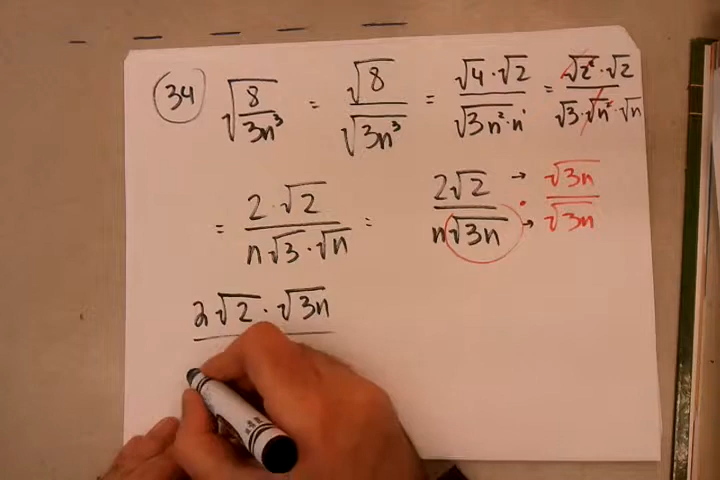 34 √(8/3n³) = √8/√(3n³) = √4·√2/√(3n²·n¹) = √2²·√2/√3·√n²·√n
= 2·√2/n√3·√n = 2√2/n√(3n) → · → √(3n)/√(3n)
2√2·√(3n)